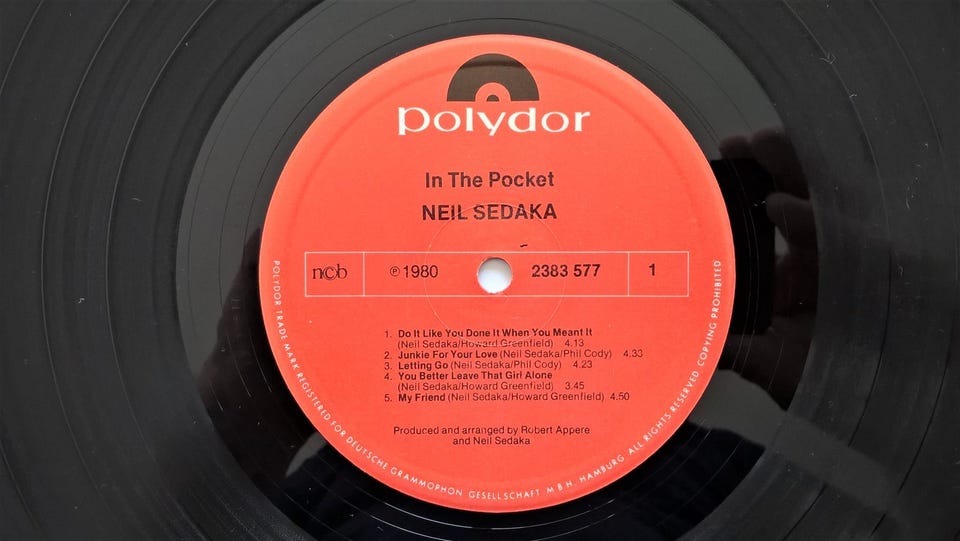 polydor
In The Pocket
NEIL SEDAKA
n©b ℗1980 2383 577 1
1. Do It Like You Done It When You Meant It
(Neil Sedaka/Howard Greenfield) 4.13
2. Junkie For Your Love (Neil Sedaka/Phil Cody) 4.33
3. Letting Go (Neil Sedaka/Phil Cody) 4.23
4. You Better Leave That Girl Alone
(Neil Sedaka/Howard Greenfield) 3.45
5. My Friend (Neil Sedaka/Howard Greenfield) 4.50
Produced and arranged by Robert Appere
and Neil Sedaka
POLYDOR TRADE MARK REGISTERED FOR DEUTSCHE GRAMMOPHON GESELLSCHAFT M B H. HAMBURG ALL RIGHTS RESERVED COPYING PROHIBITED